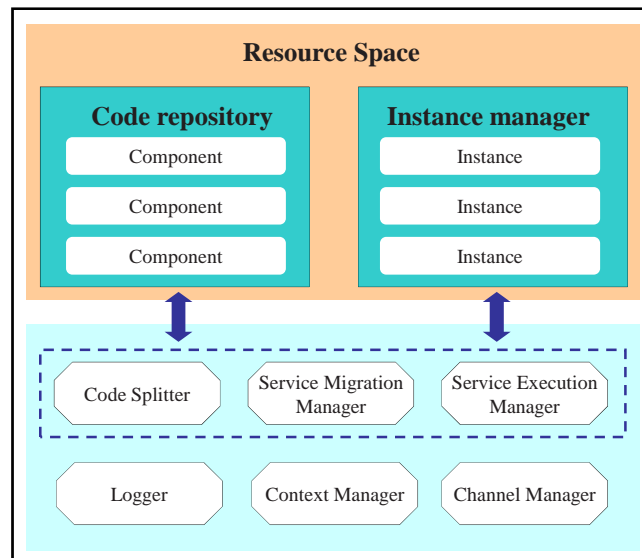 Resource Space
Code repository
Component
Component
Component
Instance manager
Instance
Instance
Instance
Code Splitter
Service Migration
Manager
Service Execution
Manager
Logger
Context Manager
Channel Manager